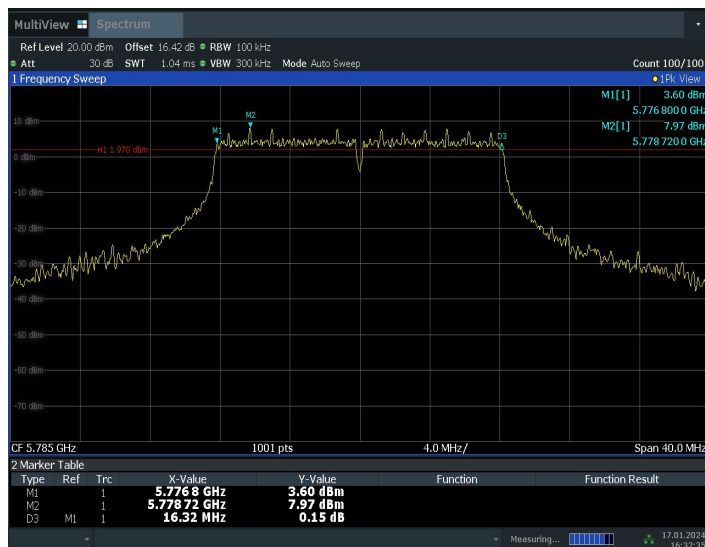 MultiView Spectrum
Ref Level 20.00 dBm Offset 16.42 dB RBW 100 kHz
Att 30 dB SWT 1.04 ms VBW 300 kHz Mode Auto Sweep Count 100/100
1 Frequency Sweep 1Pk View
M1[1] 3.60 dBm
5.776 800 0 GHz
M2[1] 7.97 dBm
5.778 720 0 GHz
M2
10 dBm
M1
D3
H1 1.970 dBm
0 dBm
-10 dBm
-20 dBm
-30 dBm
-40 dBm
-50 dBm
-60 dBm
-70 dBm
CF 5.785 GHz 1001 pts 4.0 MHz/ Span 40.0 MHz
2 Marker Table
Type Ref Trc X-Value Y-Value Function Function Result
M1 1 5.776 8 GHz 3.60 dBm
M2 1 5.778 72 GHz 7.97 dBm
D3 M1 1 16.32 MHz 0.15 dB
Measuring... 17.01.2024
16:32:35